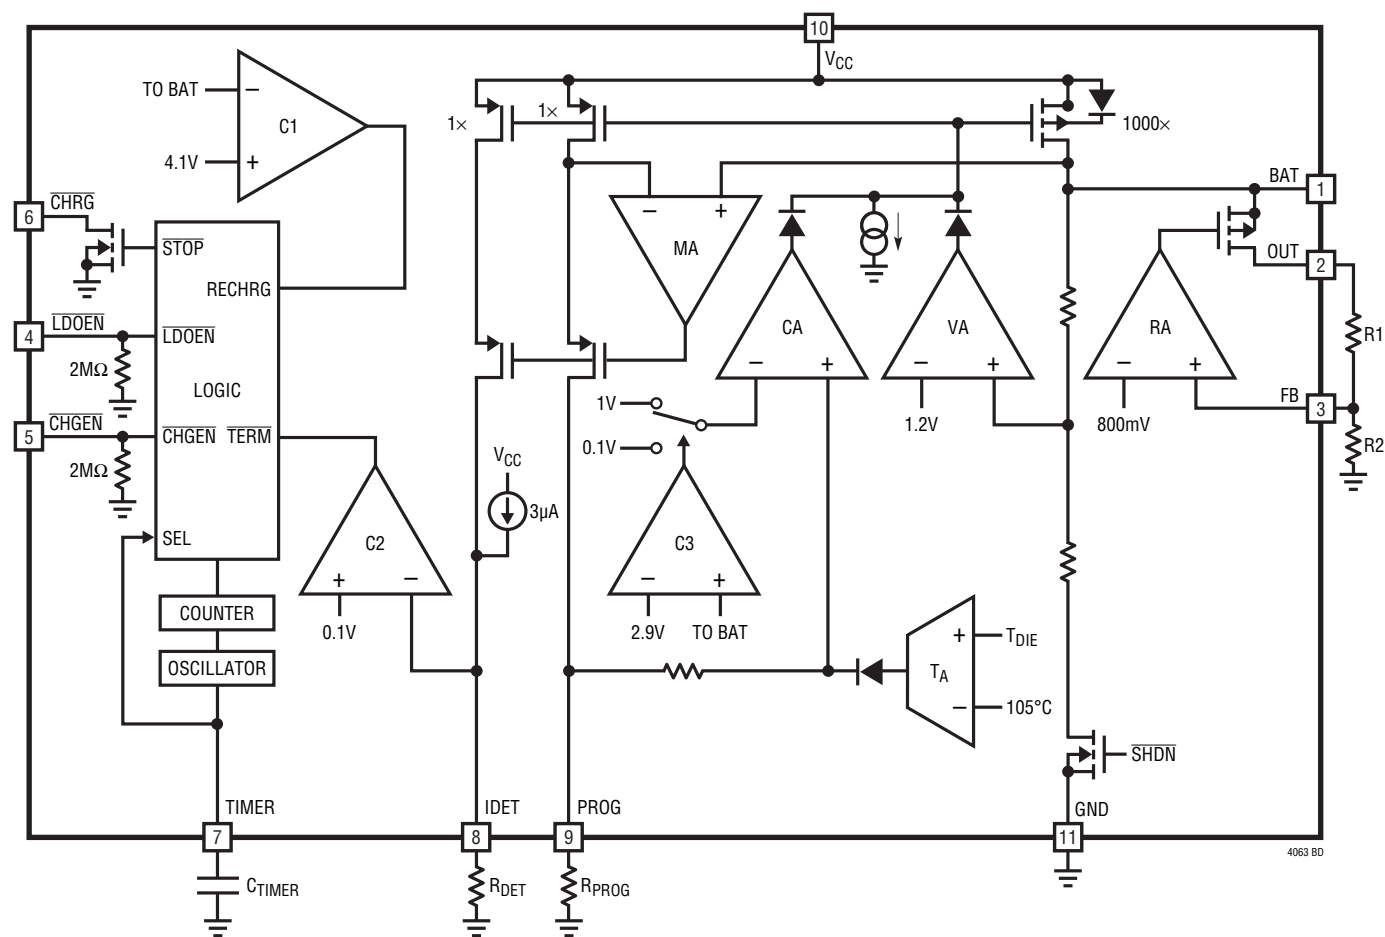 10
VCC
TO BAT
−
C1
4.1V
+
1×
1×
1000×
6
CHRG
STOP
RECHRG
4
LDOEN
LDOEN
2MΩ
LOGIC
5
CHGEN
CHGEN
TERM
2MΩ
SEL
COUNTER
OSCILLATOR
− +
MA
CA
− +
VA
− +
1.2V
RA
− +
800mV
BAT
1
OUT
2
R1
FB
3
R2
1V
0.1V
VCC
3µA
C2
+ −
0.1V
C3
− +
2.9V
TO BAT
+
TDIE
TA
−
105°C
SHDN
TIMER
7
IDET
8
PROG
9
GND
11
4063 BD
CTIMER
RDET
RPROG